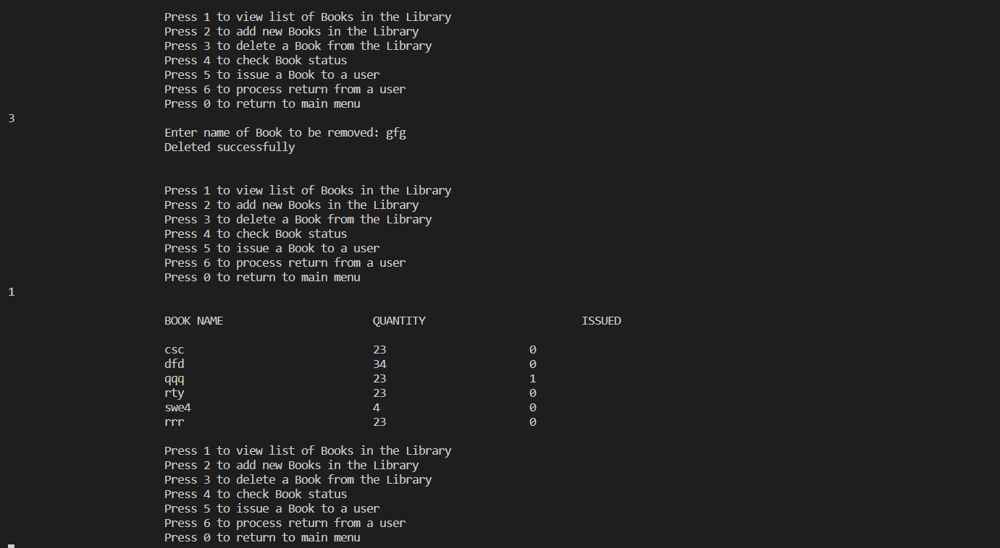 Press 1 to view list of Books in the Library
Press 2 to add new Books in the Library
Press 3 to delete a Book from the Library
Press 4 to check Book status
Press 5 to issue a Book to a user
Press 6 to process return from a user
Press 0 to return to main menu
3
Enter name of Book to be removed: gfg
Deleted successfully
Press 1 to view list of Books in the Library
Press 2 to add new Books in the Library
Press 3 to delete a Book from the Library
Press 4 to check Book status
Press 5 to issue a Book to a user
Press 6 to process return from a user
Press 0 to return to main menu
1
BOOK NAME QUANTITY ISSUED
csc 23 0
dfd 34 0
qqq 23 1
rty 23 0
swe4 4 0
rrr 23 0
Press 1 to view list of Books in the Library
Press 2 to add new Books in the Library
Press 3 to delete a Book from the Library
Press 4 to check Book status
Press 5 to issue a Book to a user
Press 6 to process return from a user
Press 0 to return to main menu